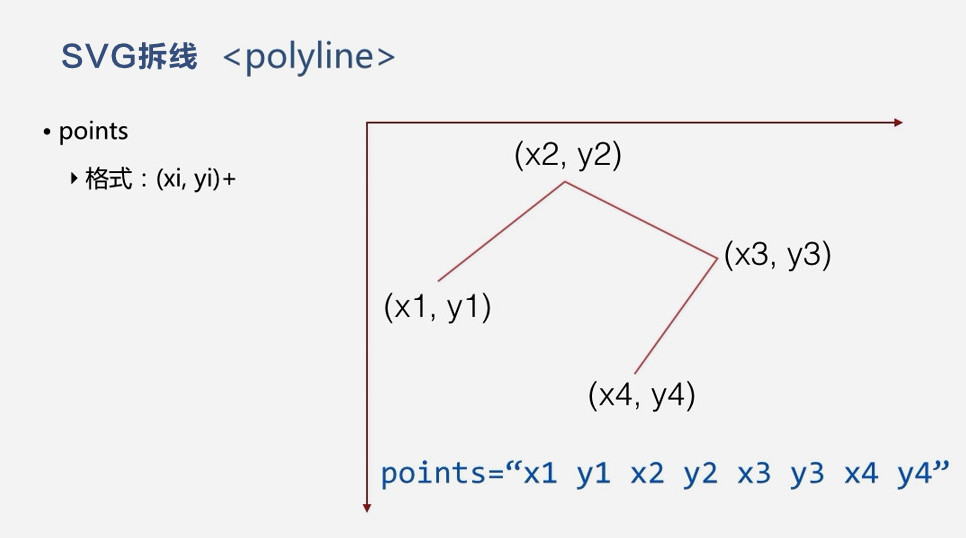 SVG拆线 <polyline>
• points
格式：(xi, yi)+
(x2, y2)
(x3, y3)
(x1, y1)
(x4, y4)
points=“x1 y1 x2 y2 x3 y3 x4 y4”